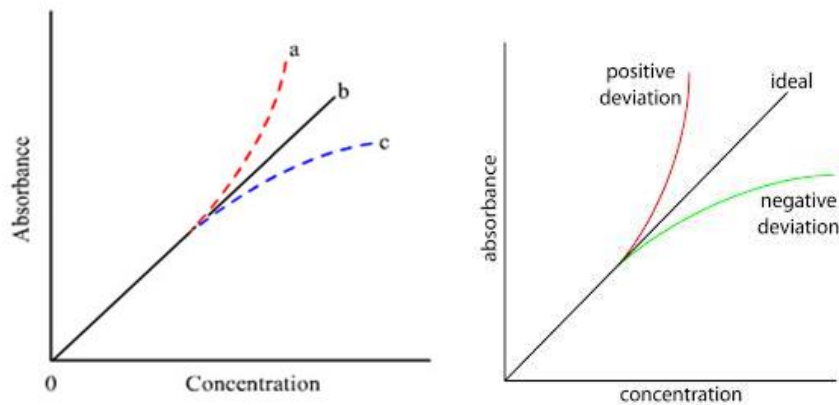 a
b
c
Absorbance
0
Concentration
positive
deviation
ideal
negative
deviation
absorbance
concentration